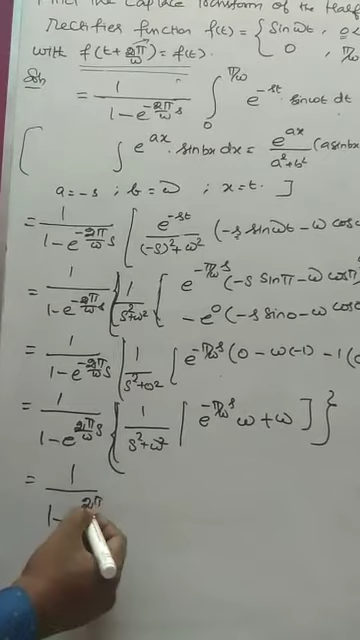 Find the Laplace transform of the Half
Rectifier function f(t) = { sin ωt, 0<
0, π/ω
with f(t + 2π/ω) = f(t).
Soln
= 1/(1 - e^(-2π/ω s)) ∫_0^(π/ω) e^(-st) sin ωt dt
[ ∫ e^(ax) . sin bx dx = e^(ax)/(a²+b²) (a sin bx
a = -s ; b = ω ; x = t. ]
= 1/(1 - e^(-2π/ω s)) [ e^(-st)/((-s)²+ω²) (-s sin ωt - ω cos
= 1/(1 - e^(-2π/ω s)) { 1/(s²+ω²) [ e^(-π/ω s) (-s sin π - ω cos π)
- e^0 (-s sin 0 - ω cos
= 1/(1 - e^(-2π/ω s)) { 1/(s²+ω²) [ e^(-π/ω s) (0 - ω(-1) - 1(0
= 1/(1 - e^(-2π/ω s)) { 1/(s²+ω²) [ e^(-π/ω s) ω + ω ] }
= 1/(1 - 2π